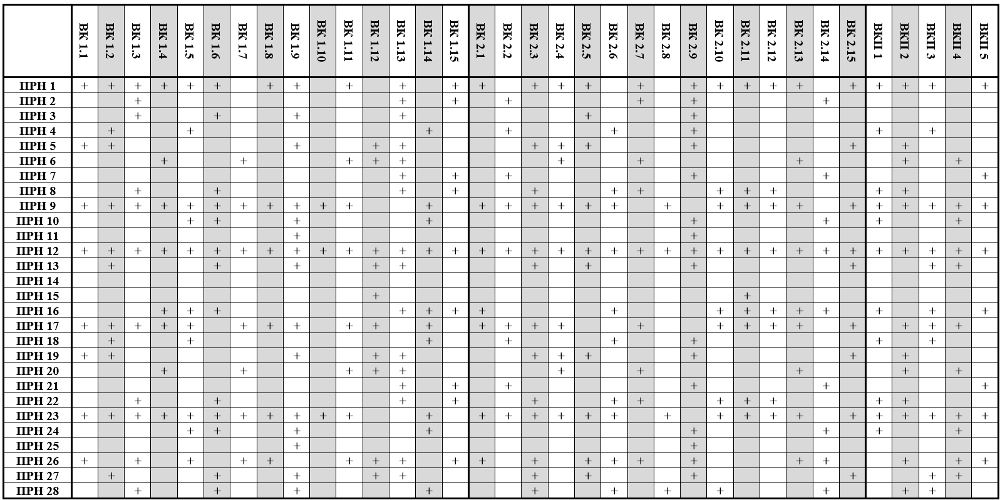 ВК 1.1 ВК 1.2 ВК 1.3 ВК 1.4 ВК 1.5 ВК 1.6 ВК 1.7 ВК 1.8 ВК 1.9 ВК 1.10 ВК 1.11 ВК 1.12 ВК 1.13 ВК 1.14 ВК 1.15 ВК 2.1 ВК 2.2 ВК 2.3 ВК 2.4 ВК 2.5 ВК 2.6 ВК 2.7 ВК 2.8 ВК 2.9 ВК 2.10 ВК 2.11 ВК 2.12 ВК 2.13 ВК 2.14 ВК 2.15 ВКП 1 ВКП 2 ВКП 3 ВКП 4 ВКП 5
ПРН 1 + + + + + + + + + + + + + + + + + + + + + + + + + +
ПРН 2 + + + + + + +
ПРН 3 + + + + + +
ПРН 4 + + + + + + + +
ПРН 5 + + + + + + + + + + +
ПРН 6 + + + + + + + + + +
ПРН 7 + + + + + +
ПРН 8 + + + + + + + + + + + +
ПРН 9 + + + + + + + + + + + + + + + + + + + + + + + + + + + + +
ПРН 10 + + + + + + + +
ПРН 11 + +
ПРН 12 + + + + + + + + + + + + + + + + + + + + + + + + + + + + + + + + + + +
ПРН 13 + + + + + + + + + + +
ПРН 14
ПРН 15 + +
ПРН 16 + + + + + + + + + + + + + + + +
ПРН 17 + + + + + + + + + + + + + + + + + + + + + + + +
ПРН 18 + + + + + + + +
ПРН 19 + + + + + + + + + + +
ПРН 20 + + + + + + + + + +
ПРН 21 + + + + + +
ПРН 22 + + + + + + + + + + + +
ПРН 23 + + + + + + + + + + + + + + + + + + + + + + + + + + + + +
ПРН 24 + + + + + + + +
ПРН 25 + +
ПРН 26 + + + + + + + + + + + + + + + + + + + +
ПРН 27 + + + + + + + + + + +
ПРН 28 + + + + + + + + + + +